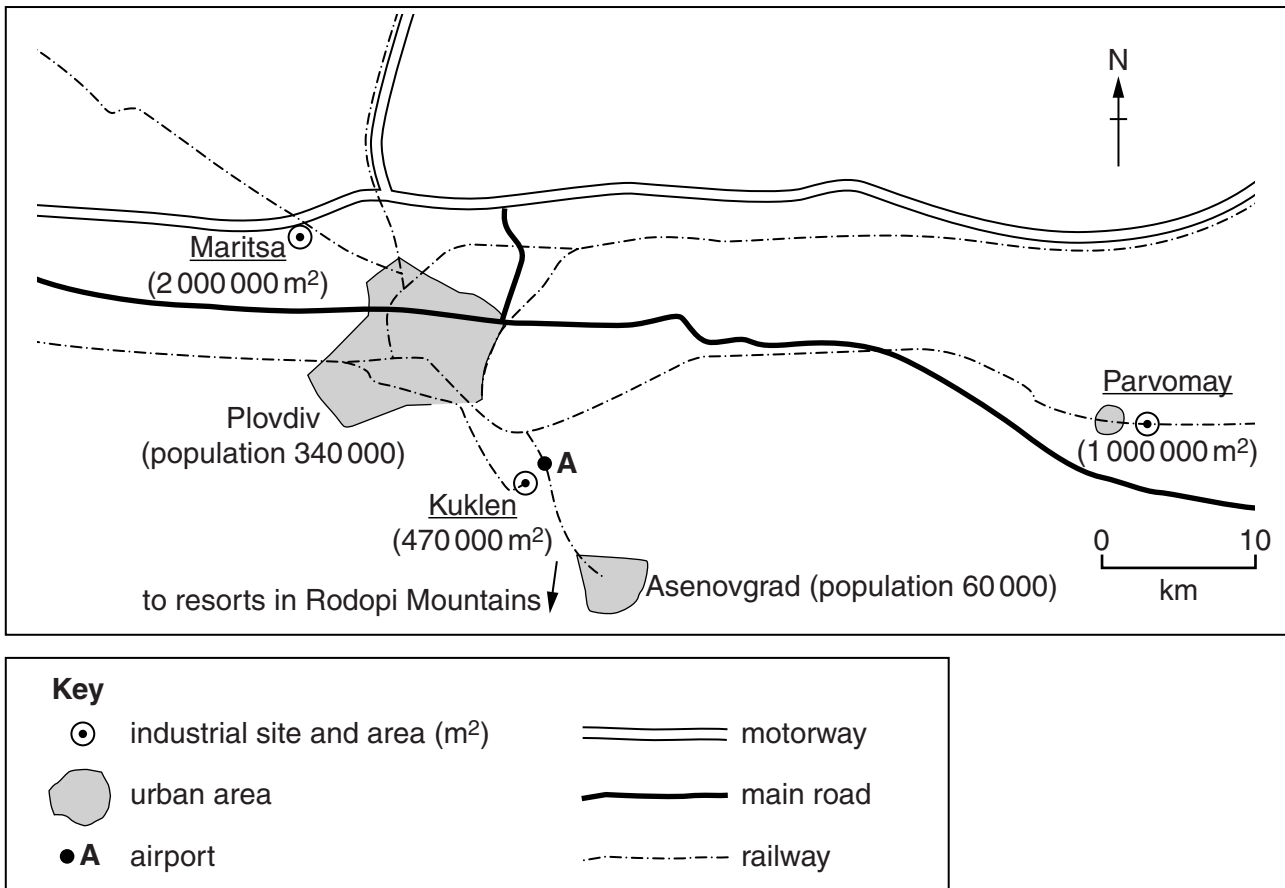 N
Maritsa
(2 000 000 m²)
Parvomay
(1 000 000 m²)
Plovdiv
(population 340 000)
A
Kuklen
(470 000 m²)
0 10
km
Asenovgrad (population 60 000)
to resorts in Rodopi Mountains
Key
industrial site and area (m²)
motorway
urban area
main road
A airport
railway